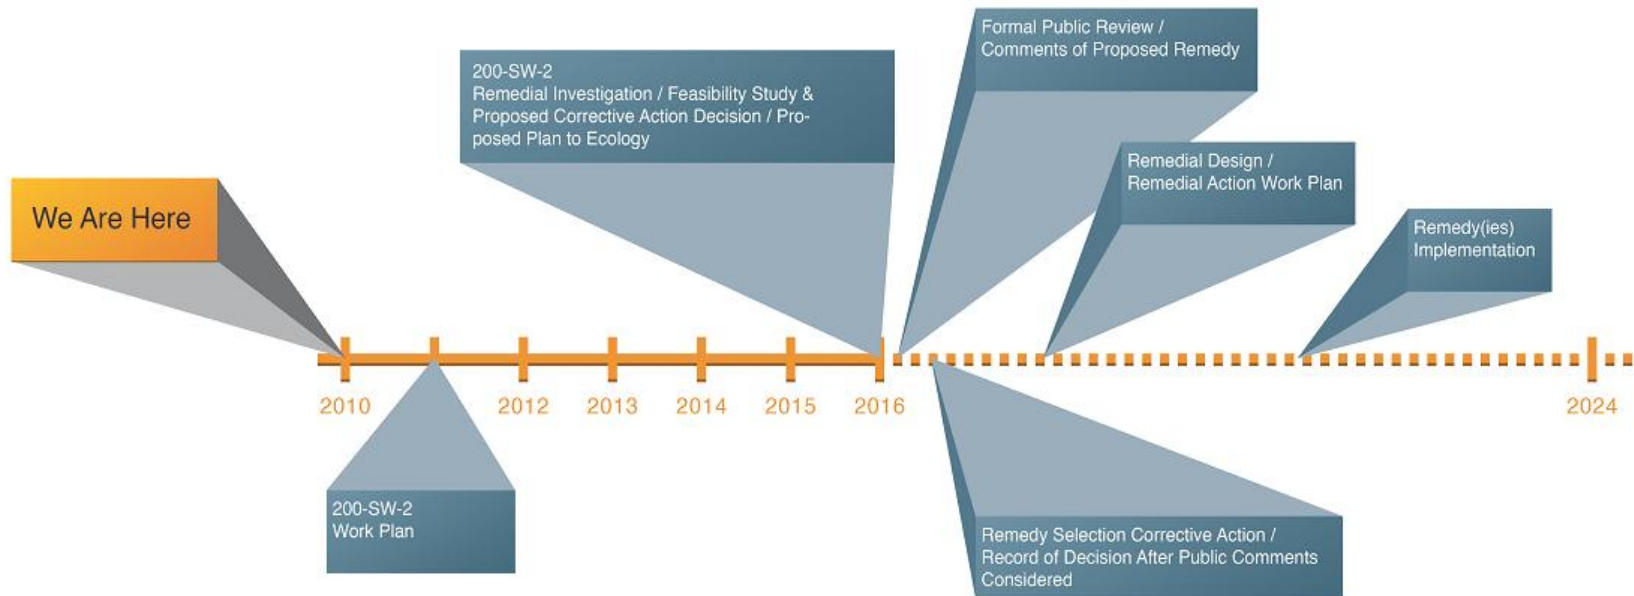 Formal Public Review /
Comments of Proposed Remedy
200-SW-2
Remedial Investigation / Feasibility Study &
Proposed Corrective Action Decision / Pro-
posed Plan to Ecology
Remedial Design /
Remedial Action Work Plan
We Are Here
Remedy(ies)
Implementation
2010
2012
2013
2014
2015
2016
2024
200-SW-2
Work Plan
Remedy Selection Corrective Action /
Record of Decision After Public Comments
Considered